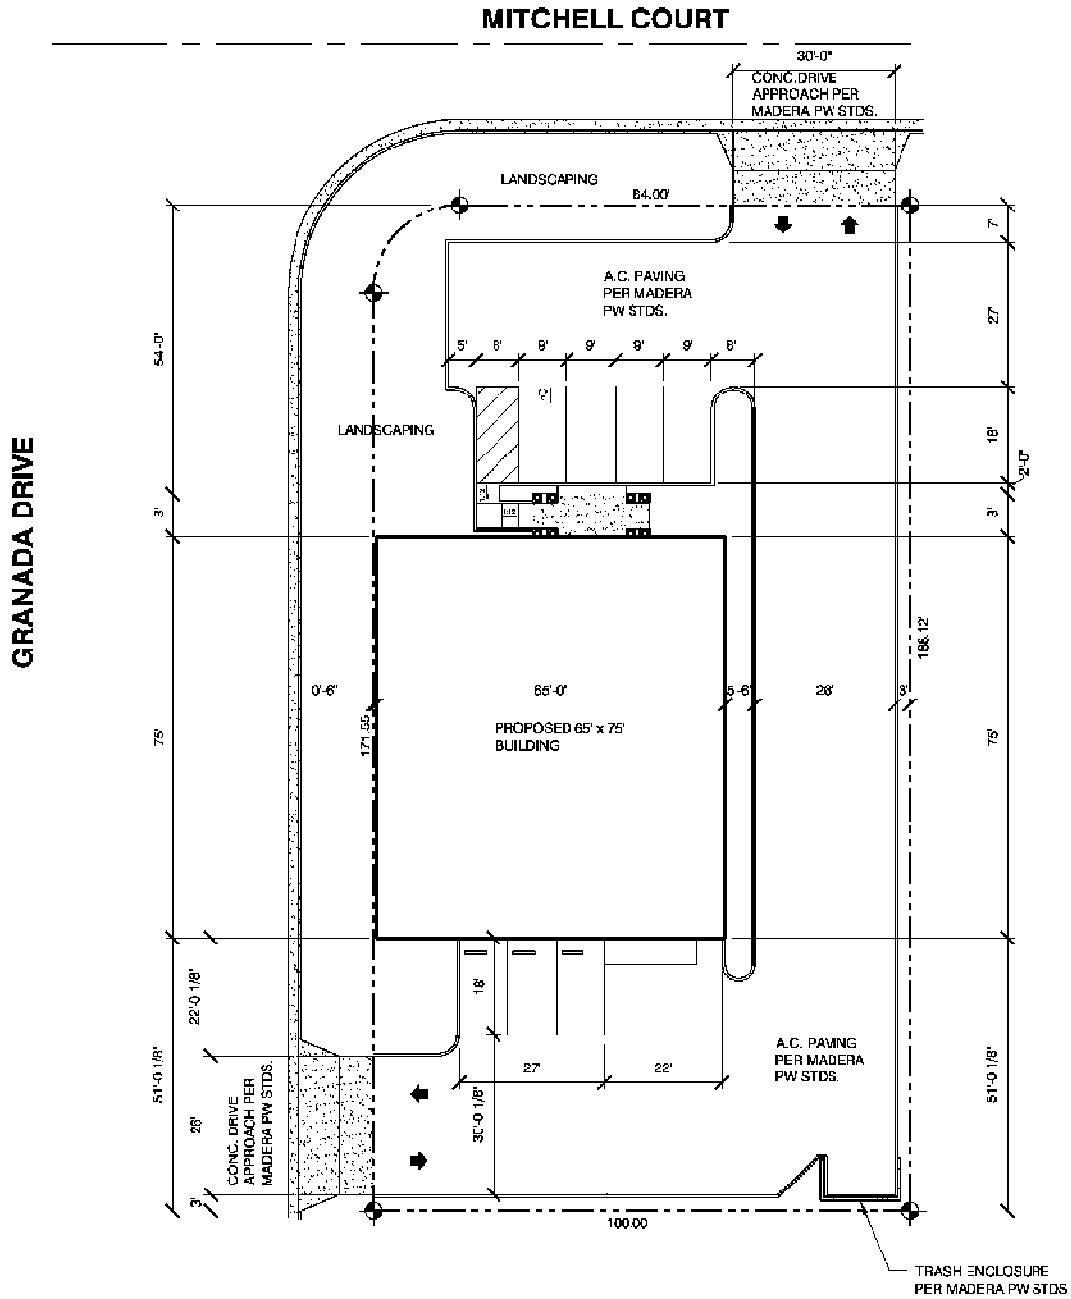 MITCHELL COURT
30'-0"
CONC.DRIVE
APPROACH PER
MADERA PW STDS.
LANDSCAPING
84.00'
7'
A.C. PAVING
PER MADERA
PW STDS.
27'
54'-0"
5' 6' 9' 9' 9' 9' 6'
LANDSCAPING
18'
2'-0"
3'
3'
1:12
GRANADA DRIVE
186.12'
0'-6"
65'-0"
5'-6"
26'
3'
171.55
PROPOSED 65' x 75'
BUILDING
75'
75'
18'
22'-0 1/8"
A.C. PAVING
PER MADERA
PW STDS.
27'
22'
51'-0 1/8"
51'-0 1/8"
30'-0 1/8"
26'
CONC. DRIVE
APPROACH PER
MADERA PW STDS.
3'
100.00
TRASH ENCLOSURE
PER MADERA PW STDS